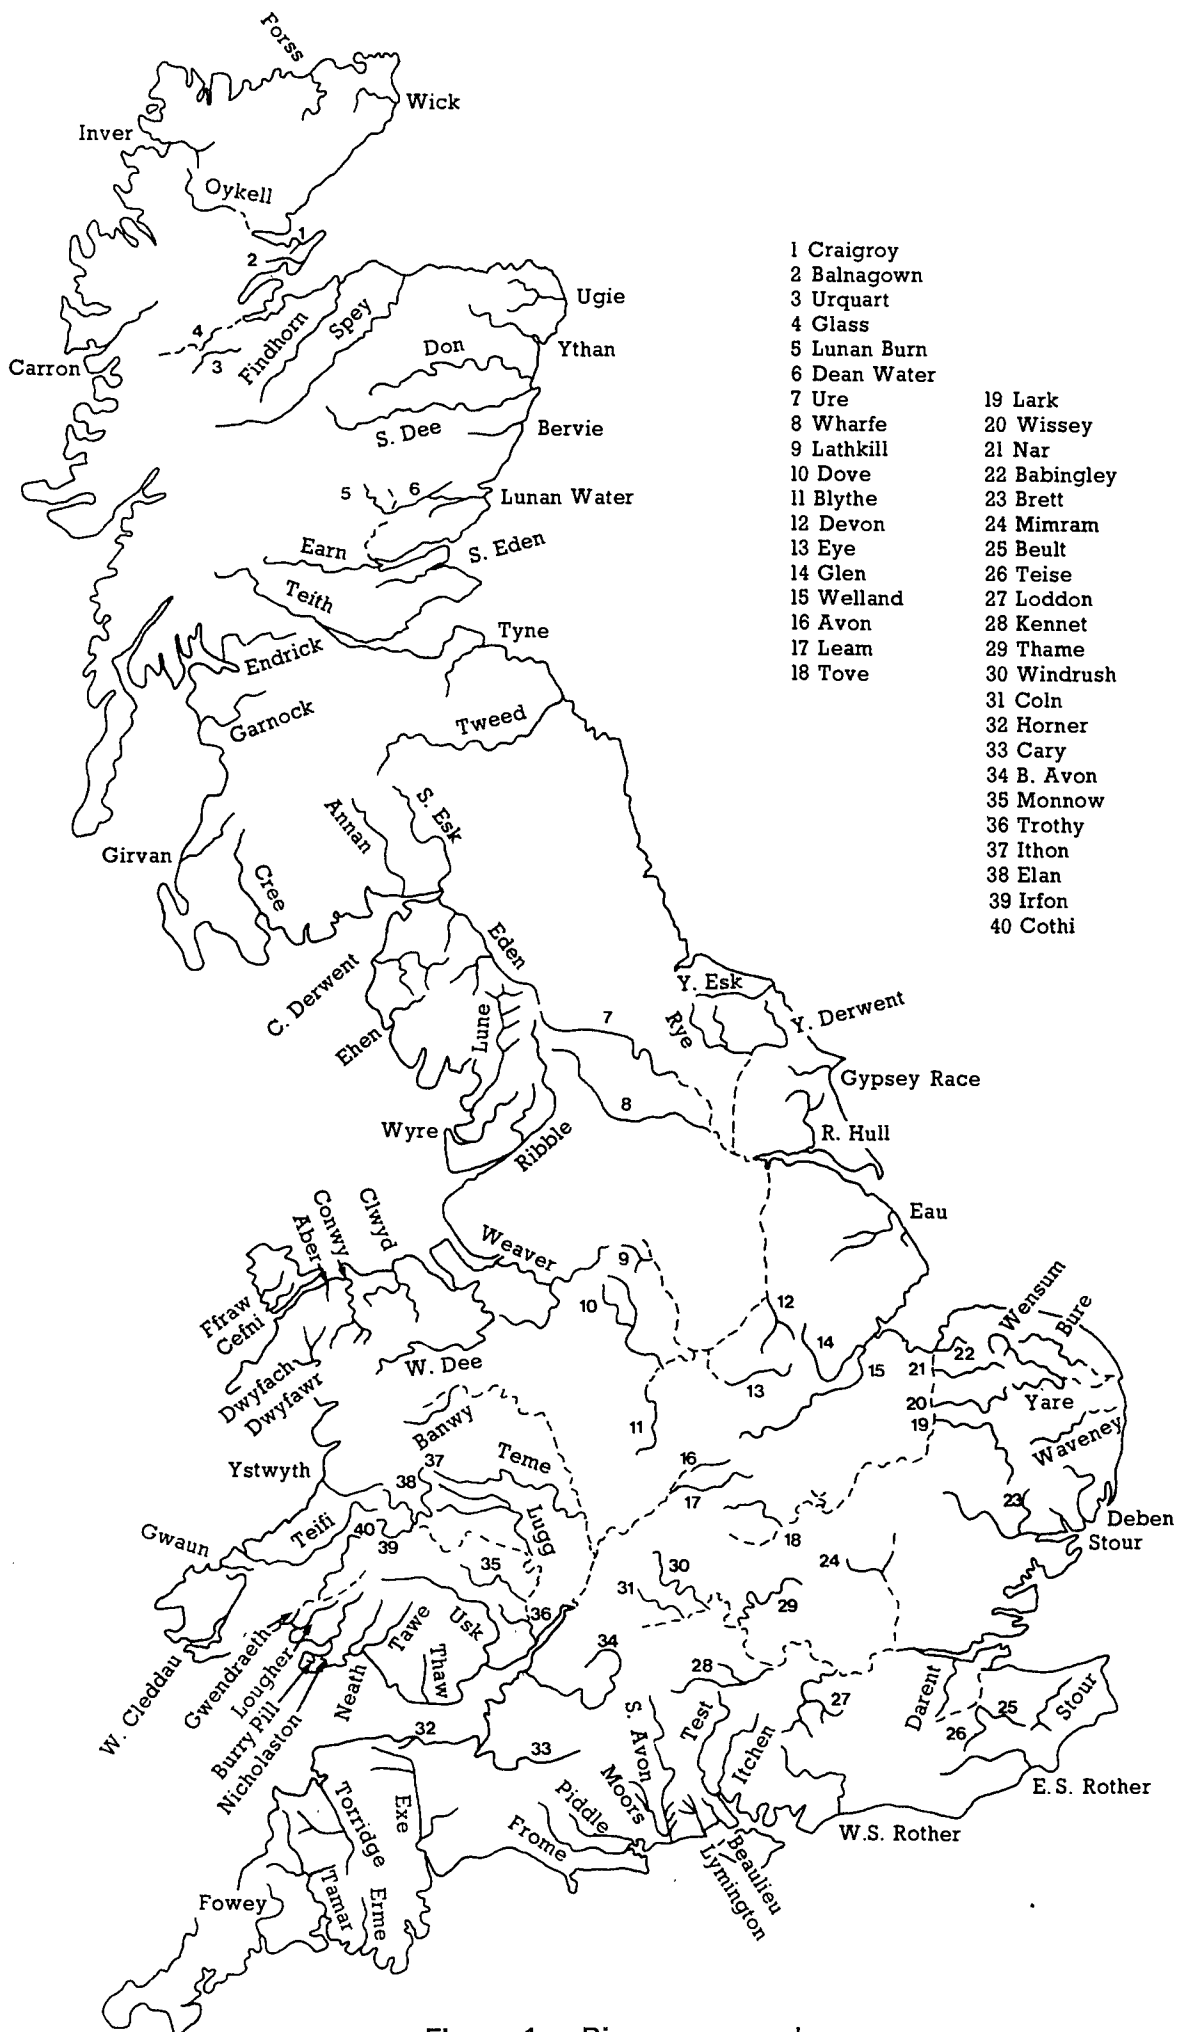 Forss
Wick
Inver
Oykell
1
2
4
3
Findhorn
Spey
Ugie
Ythan
Don
Carron
S. Dee
Bervie
5
6
Lunan Water
Earn
S. Eden
Teith
Tyne
Endrick
Garnock
Tweed
Annan
S. Esk
Girvan
Cree
Eden
C. Derwent
Ehen
Lune
Y. Esk
Rye
Y. Derwent
7
Gypsey Race
8
Wyre
Ribble
R. Hull
Eau
Clwyd
Conwy
Aber
Weaver
9
10
12
14
Wensum
Bure
Ffraw
Cefni
W. Dee
13
15
21
22
Dwyfach
Dwyfawr
20
19
Yare
Banwy
11
Waveney
Ystwyth
37
38
Teme
16
17
Gwaun
Teifi
40
39
Lugg
18
23
Deben
Stour
35
30
24
31
29
36
Tawe
Usk
Thaw
34
28
W. Cleddau
Gwendraeth
Lougher
Burry Pill
Nicholaston
Neath
27
Darent
25
26
Stour
32
33
S. Avon
Test
Itchen
E.S. Rother
Torridge
Exe
Moors
Piddle
Frome
W.S. Rother
Beaulieu
Lymington
Fowey
Tamar
Erme
1 Craigroy
2 Balnagown
3 Urquart
4 Glass
5 Lunan Burn
6 Dean Water
7 Ure
8 Wharfe
9 Lathkill
10 Dove
11 Blythe
12 Devon
13 Eye
14 Glen
15 Welland
16 Avon
17 Leam
18 Tove
19 Lark
20 Wissey
21 Nar
22 Babingley
23 Brett
24 Mimram
25 Beult
26 Teise
27 Loddon
28 Kennet
29 Thame
30 Windrush
31 Coln
32 Horner
33 Cary
34 B. Avon
35 Monnow
36 Trothy
37 Ithon
38 Elan
39 Irfon
40 Cothi